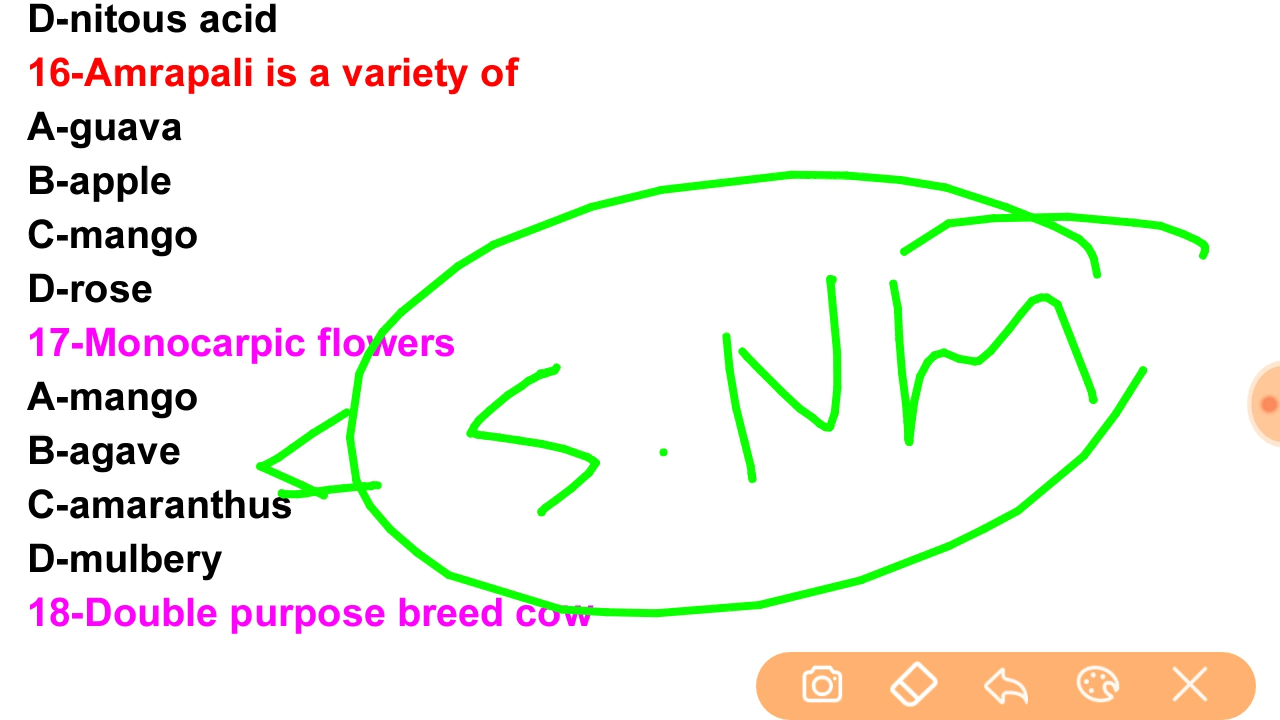 D-nitous acid
16-Amrapali is a variety of
A-guava
B-apple
C-mango
D-rose
17-Monocarpic flowers
A-mango
B-agave
C-amaranthus
D-mulbery
18-Double purpose breed cow
S.NM